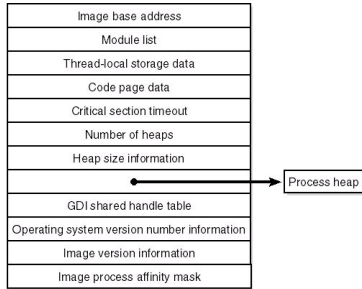 Image base address
Module list
Thread-local storage data
Code page data
Critical section timeout
Number of heaps
Heap size information
Process heap
GDI shared handle table
Operating system version number information
Image version information
Image process affinity mask